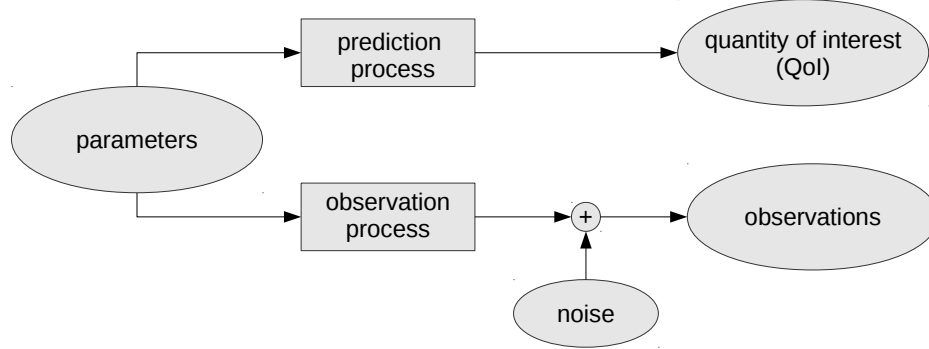 prediction
process
quantity of interest
(QoI)
parameters
observation
process
+
observations
noise